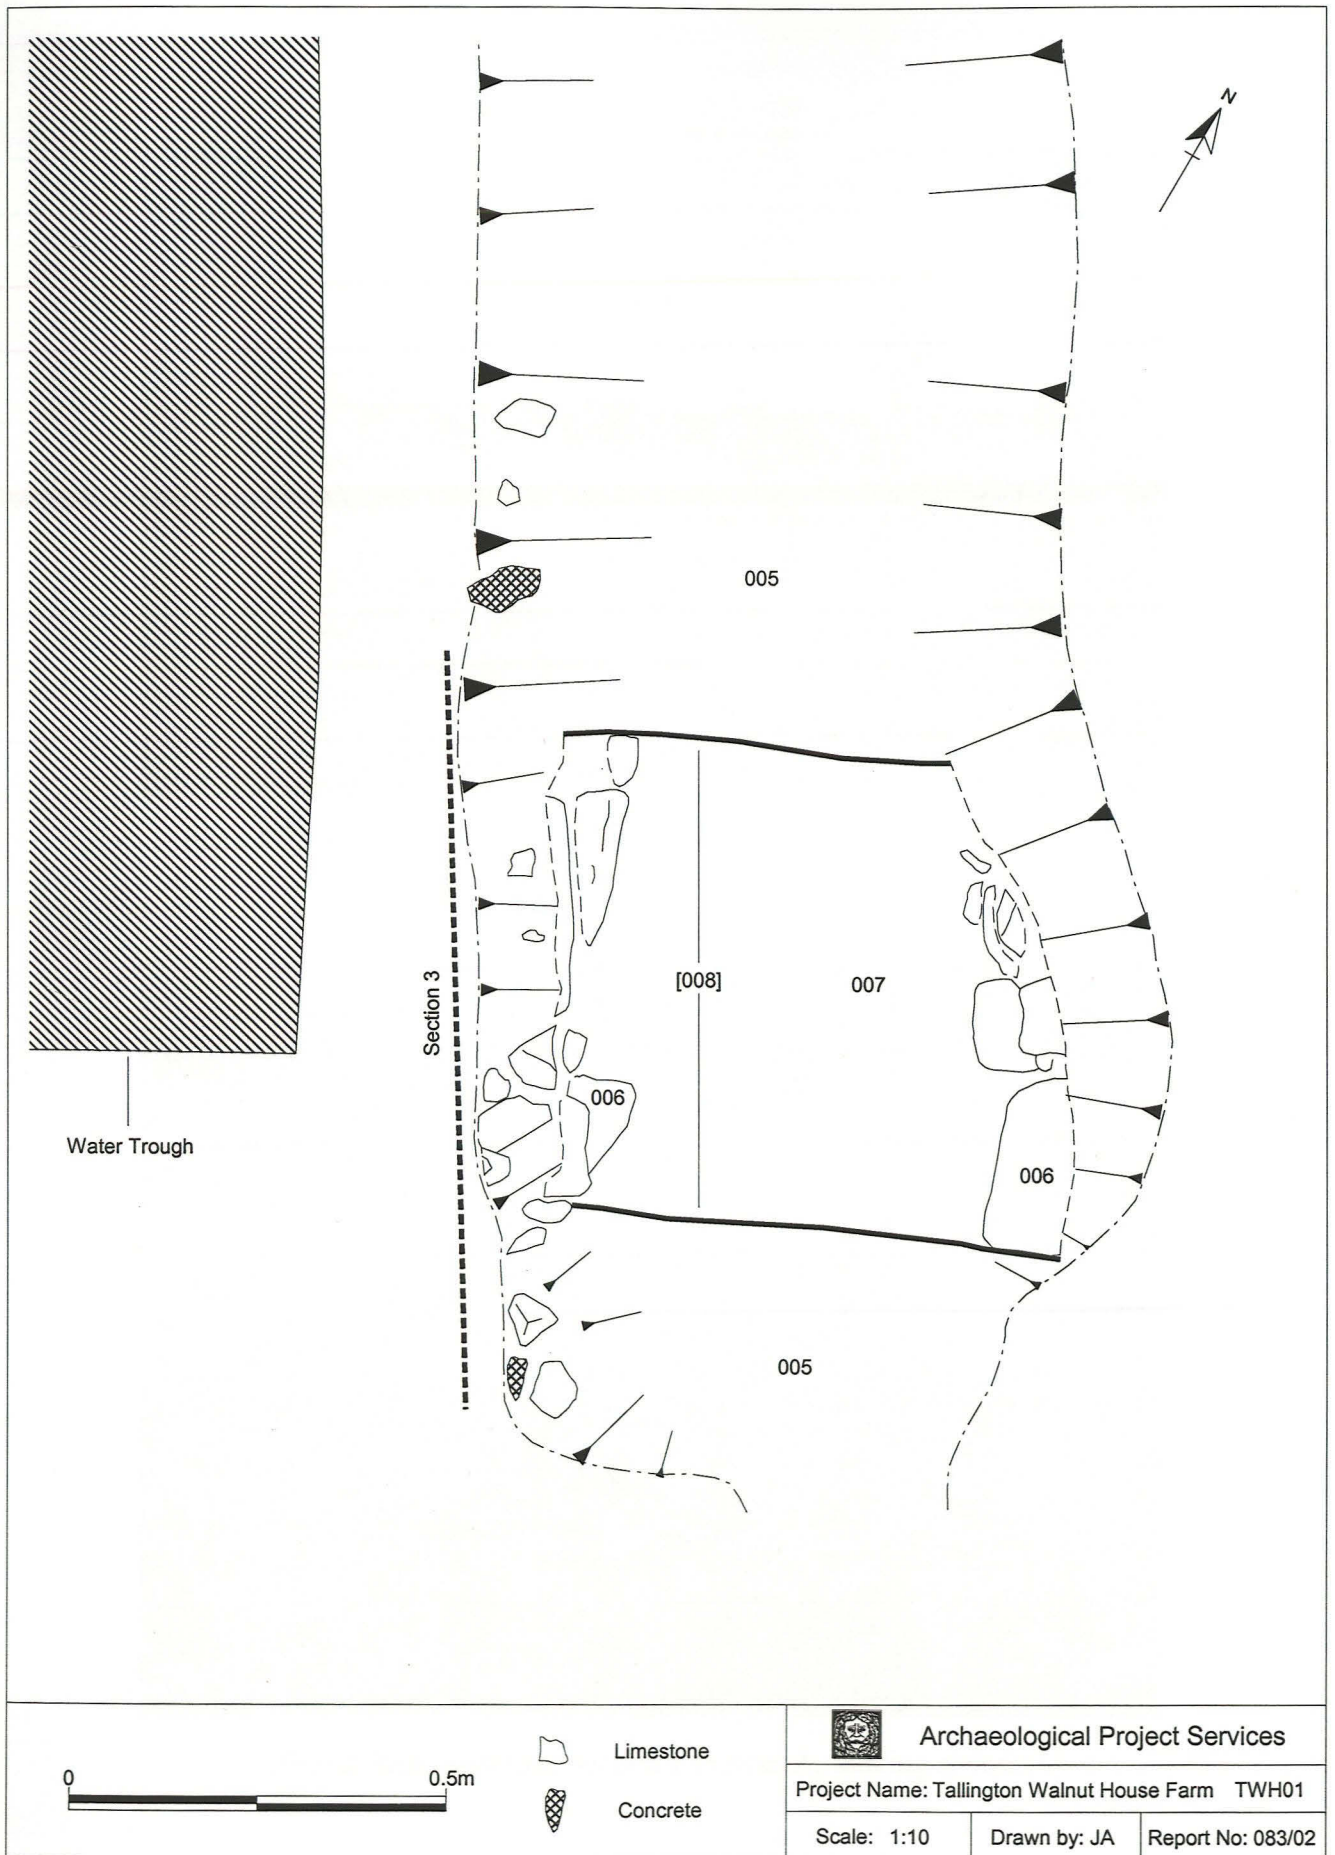 N
005
Section 3
[008]
007
006
006
Water Trough
005
0 0.5m
Limestone
Concrete
Archaeological Project Services
Project Name: Tallington Walnut House Farm TWH01
Scale: 1:10
Drawn by: JA
Report No: 083/02